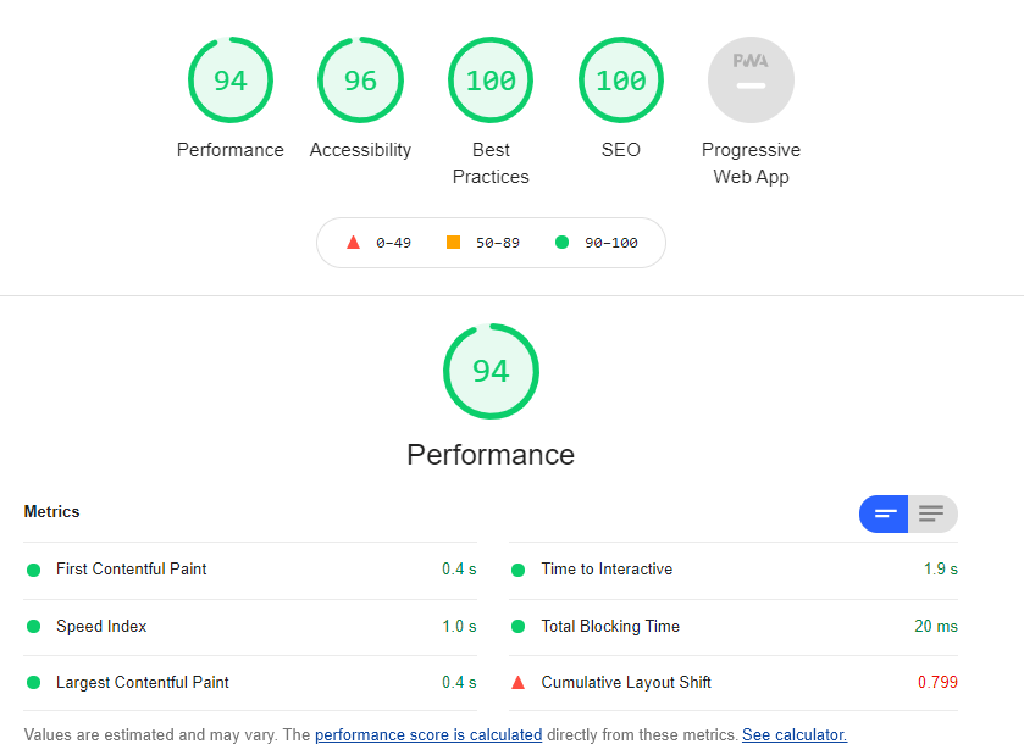 94 96 100 100 PWA
Performance Accessibility Best Practices SEO Progressive Web App
0–49 50–89 90–100
94
Performance
Metrics
First Contentful Paint 0.4 s
Time to Interactive 1.9 s
Speed Index 1.0 s
Total Blocking Time 20 ms
Largest Contentful Paint 0.4 s
Cumulative Layout Shift 0.799
Values are estimated and may vary. The performance score is calculated directly from these metrics. See calculator.